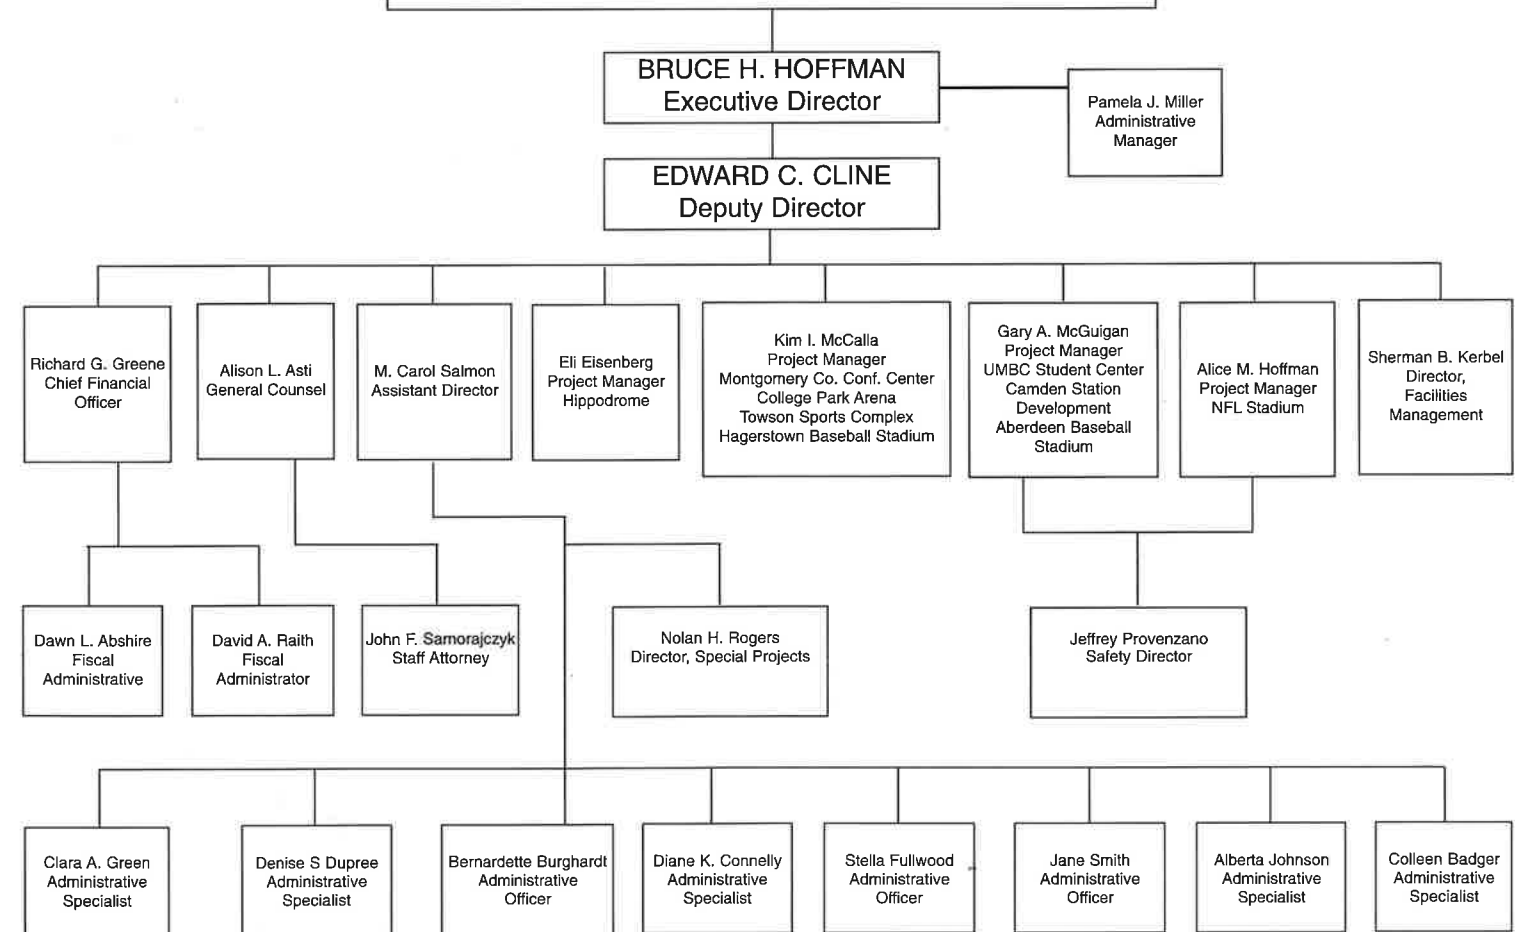 BRUCE H. HOFFMAN
Executive Director
Pamela J. Miller
Administrative
Manager
EDWARD C. CLINE
Deputy Director
Richard G. Greene
Chief Financial
Officer
Alison L. Asti
General Counsel
M. Carol Salmon
Assistant Director
Eli Eisenberg
Project Manager
Hippodrome
Kim I. McCalla
Project Manager
Montgomery Co. Conf. Center
College Park Arena
Towson Sports Complex
Hagerstown Baseball Stadium
Gary A. McGuigan
Project Manager
UMBC Student Center
Camden Station
Development
Aberdeen Baseball
Stadium
Alice M. Hoffman
Project Manager
NFL Stadium
Sherman B. Kerbel
Director,
Facilities
Management
Dawn L. Abshire
Fiscal
Administrative
David A. Raith
Fiscal
Administrator
John F. Samorajczyk
Staff Attorney
Nolan H. Rogers
Director, Special Projects
Jeffrey Provenzano
Safety Director
Clara A. Green
Administrative
Specialist
Denise S Dupree
Administrative
Specialist
Bernardette Burghardt
Administrative
Officer
Diane K. Connelly
Administrative
Specialist
Stella Fullwood
Administrative
Officer
Jane Smith
Administrative
Officer
Alberta Johnson
Administrative
Specialist
Colleen Badger
Administrative
Specialist